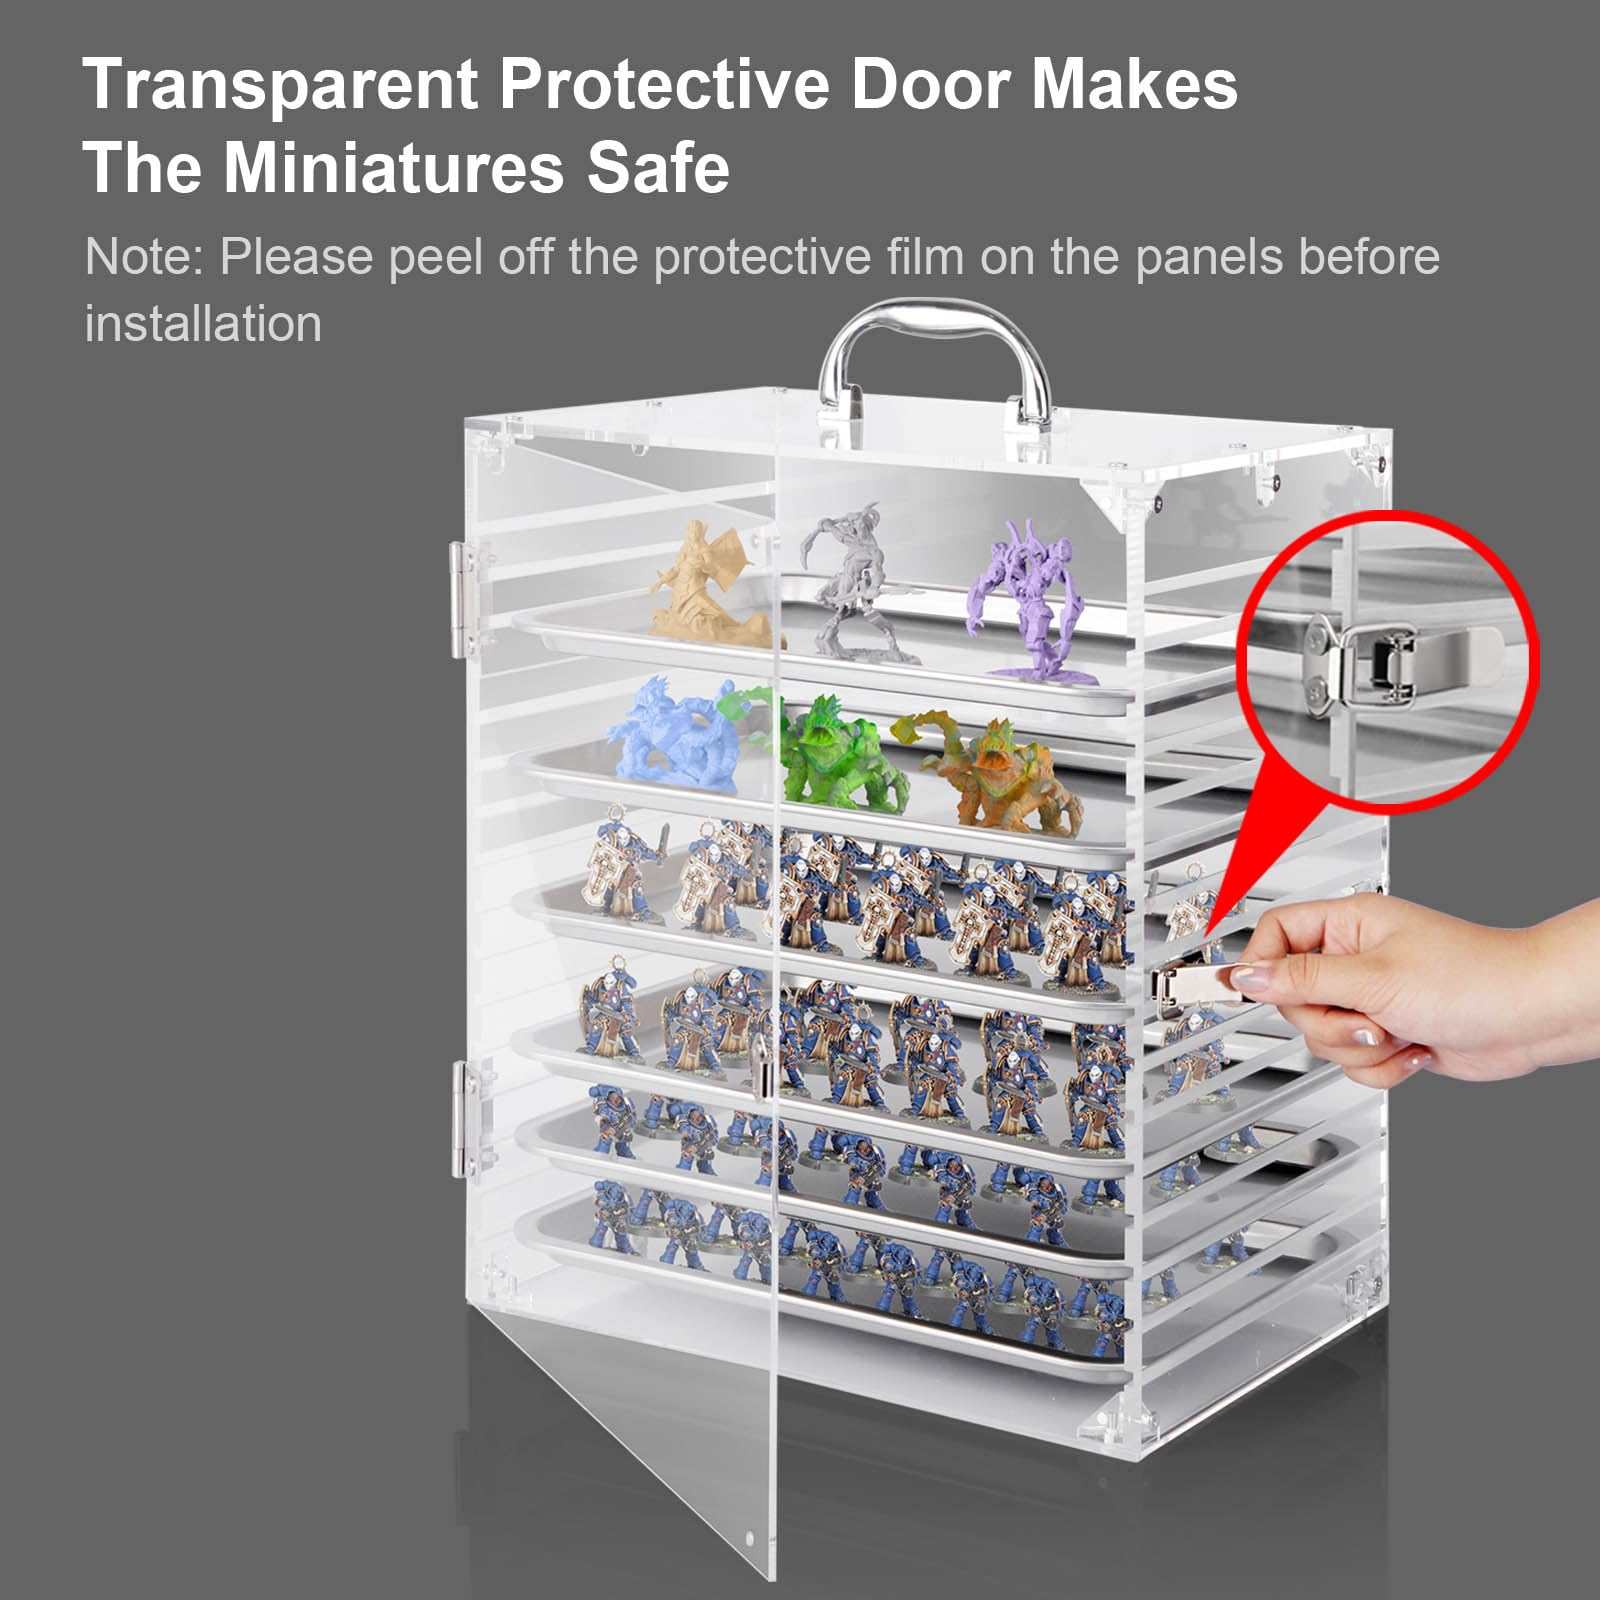 Transparent Protective Door Makes
The Miniatures Safe
Note: Please peel off the protective film on the panels before
installation